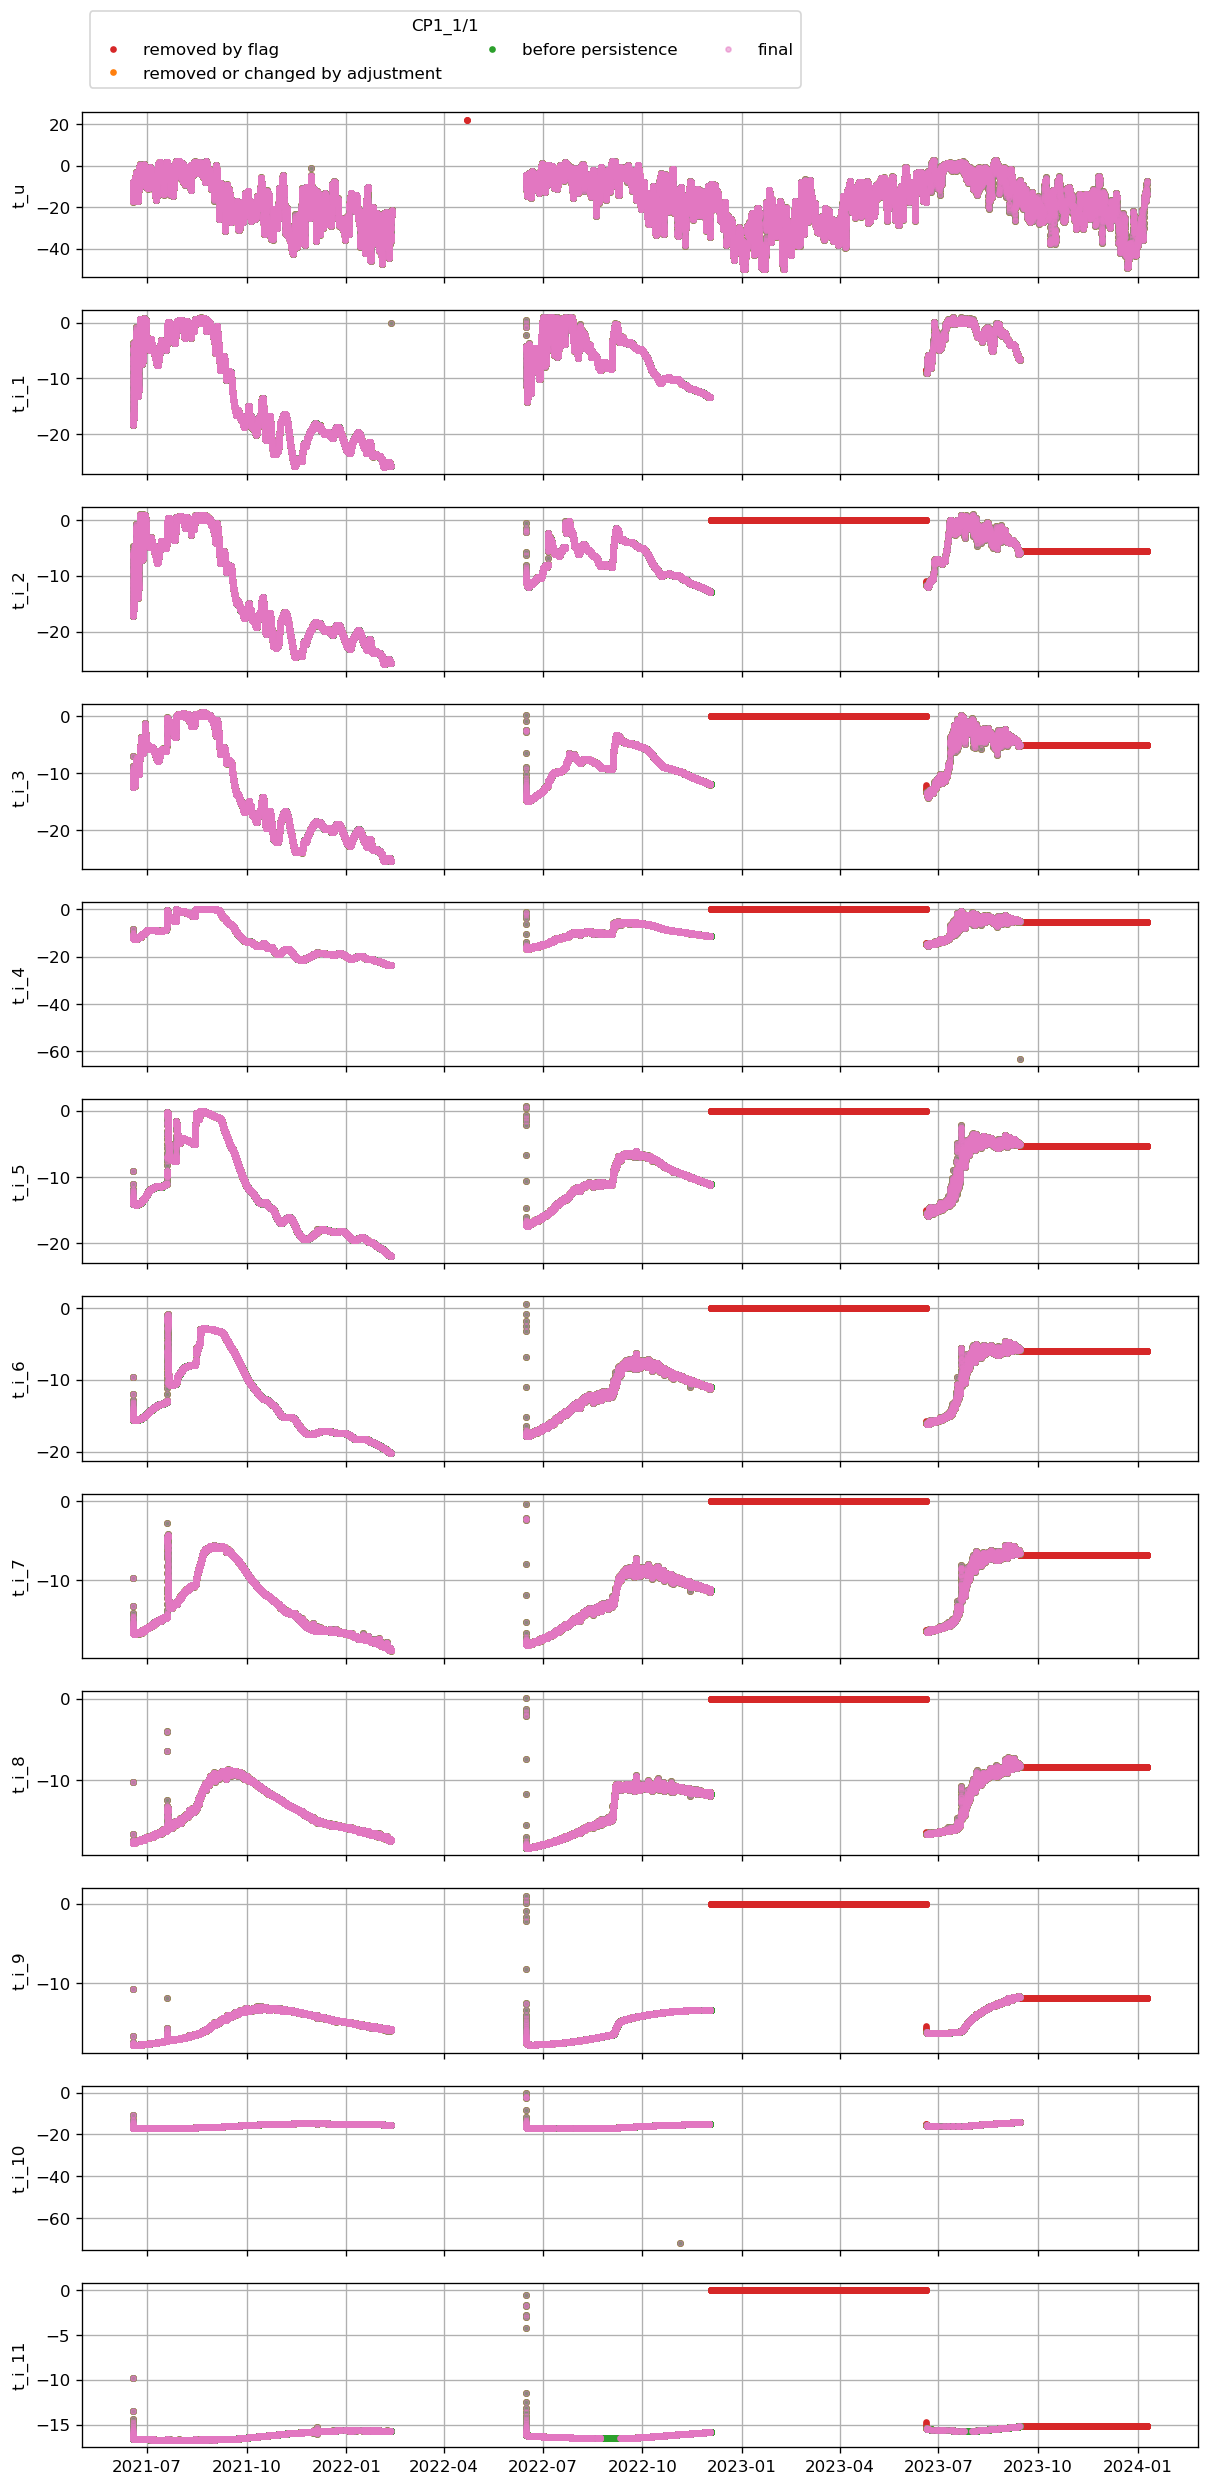 CP1_1/1
removed by flag
before persistence
final
removed or changed by adjustment
20
0
−20
−40
t_u
0
−10
−20
t_i_1
0
−10
−20
t_i_2
0
−10
−20
t_i_3
0
−20
−40
−60
t_i_4
0
−10
−20
t_i_5
0
−10
−20
t_i_6
0
−10
t_i_7
0
−10
t_i_8
0
−10
t_i_9
0
−20
−40
−60
t_i_10
0
−5
−10
−15
t_i_11
2021-07 2021-10 2022-01 2022-04 2022-07 2022-10 2023-01 2023-04 2023-07 2023-10 2024-01